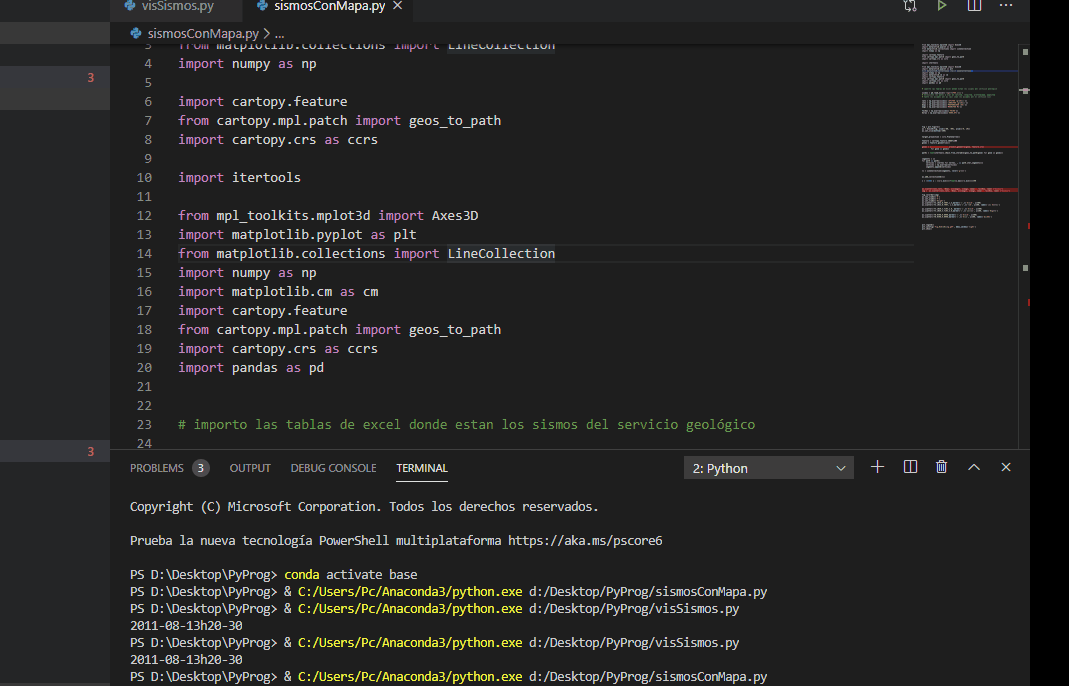 visSismos.py
sismosConMapa.py
sismosConMapa.py > ...
3 from matplotlib.collections import LineCollection
3
4 import numpy as np
5
6 import cartopy.feature
7 from cartopy.mpl.patch import geos_to_path
8 import cartopy.crs as ccrs
9
10 import itertools
11
12 from mpl_toolkits.mplot3d import Axes3D
13 import matplotlib.pyplot as plt
14 from matplotlib.collections import LineCollection
15 import numpy as np
16 import matplotlib.cm as cm
17 import cartopy.feature
18 from cartopy.mpl.patch import geos_to_path
19 import cartopy.crs as ccrs
20 import pandas as pd
21
22
23 # importo las tablas de excel donde estan los sismos del servicio geológico
24
3
PROBLEMS 3 OUTPUT DEBUG CONSOLE TERMINAL 2: Python
Copyright (C) Microsoft Corporation. Todos los derechos reservados.
Prueba la nueva tecnología PowerShell multiplataforma https://aka.ms/pscore6
PS D:\Desktop\PyProg> conda activate base
PS D:\Desktop\PyProg> & C:/Users/Pc/Anaconda3/python.exe d:/Desktop/PyProg/sismosConMapa.py
PS D:\Desktop\PyProg> & C:/Users/Pc/Anaconda3/python.exe d:/Desktop/PyProg/visSismos.py
2011-08-13h20-30
PS D:\Desktop\PyProg> & C:/Users/Pc/Anaconda3/python.exe d:/Desktop/PyProg/visSismos.py
2011-08-13h20-30
PS D:\Desktop\PyProg> & C:/Users/Pc/Anaconda3/python.exe d:/Desktop/PyProg/sismosConMapa.py